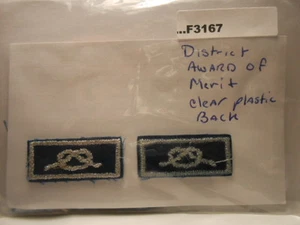 ...F3167
District
AWARD OF
Merit
clear plastic
BACK